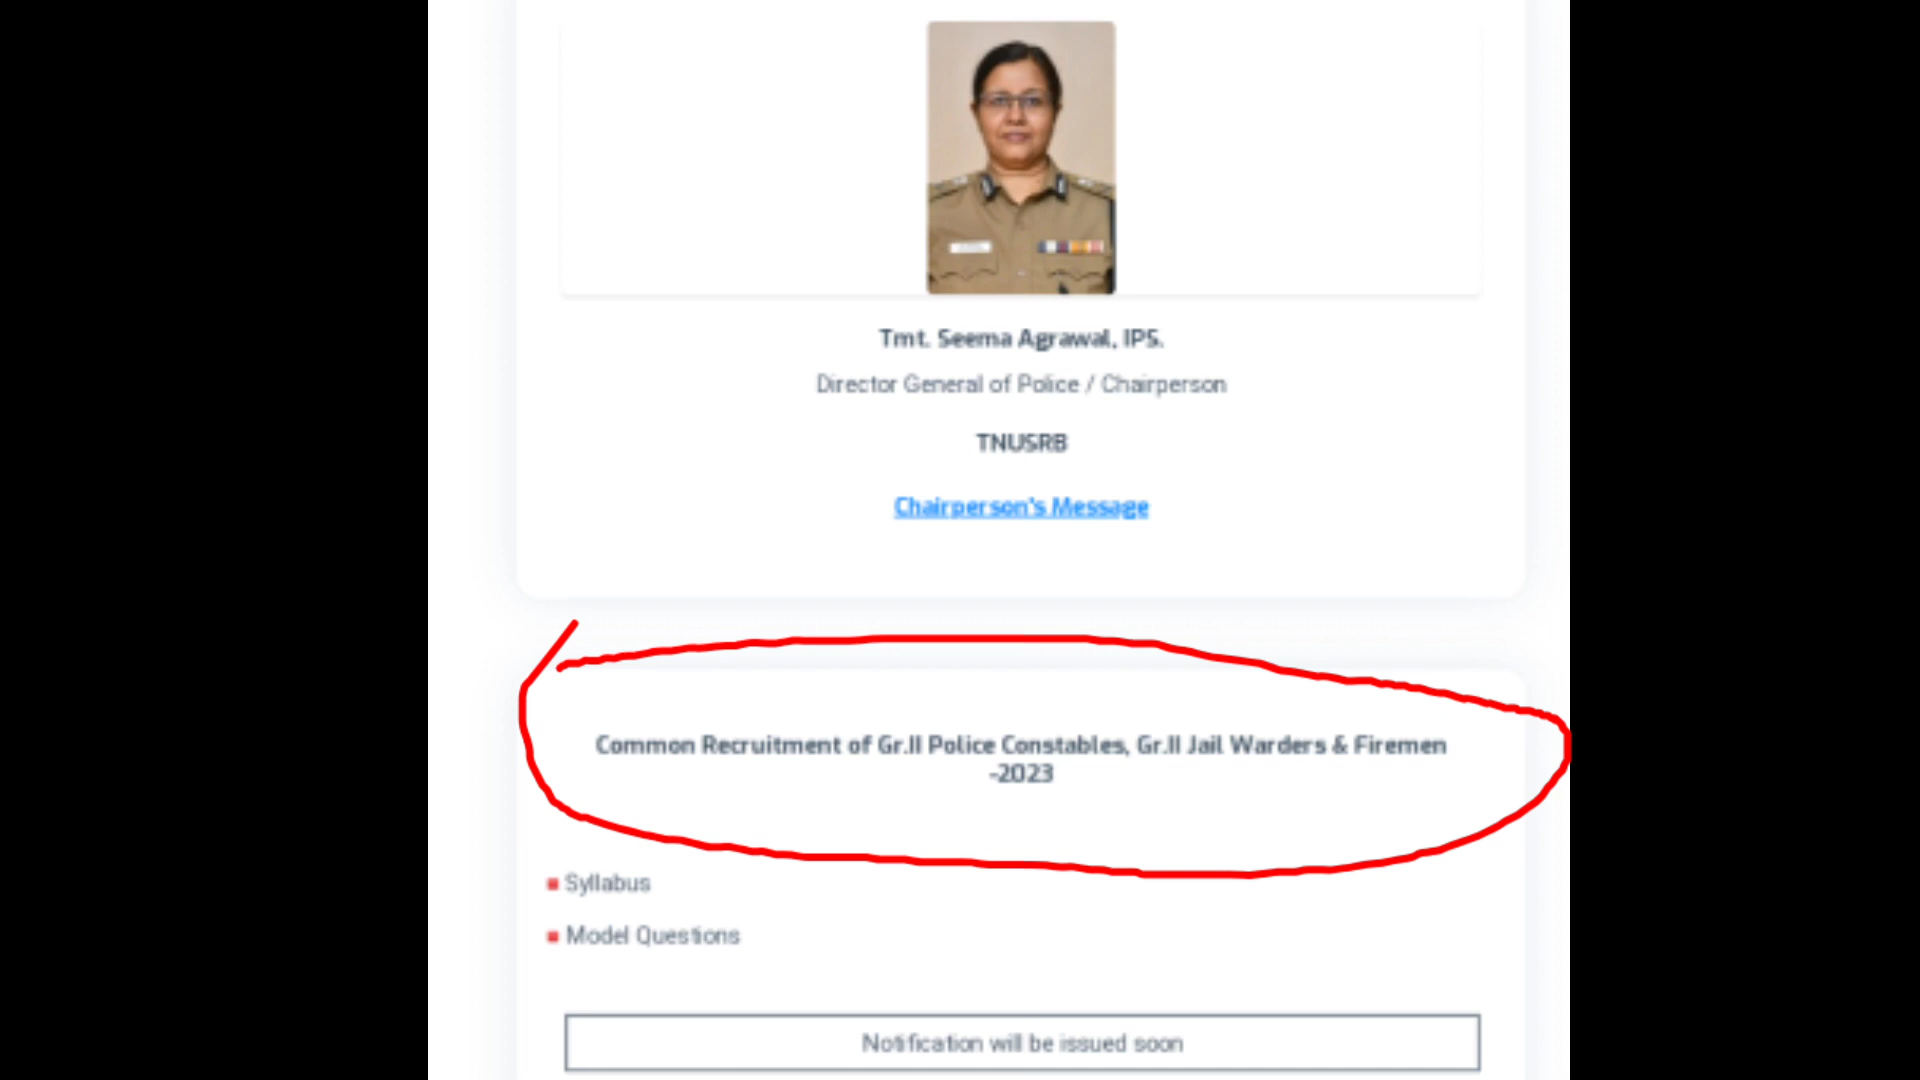 Tmt. Seema Agrawal, IPS.
Director General of Police / Chairperson
TNUSRB
Chairperson's Message
Common Recruitment of Gr.II Police Constables, Gr.II Jail Warders & Firemen
-2023
Syllabus
Model Questions
Notification will be issued soon